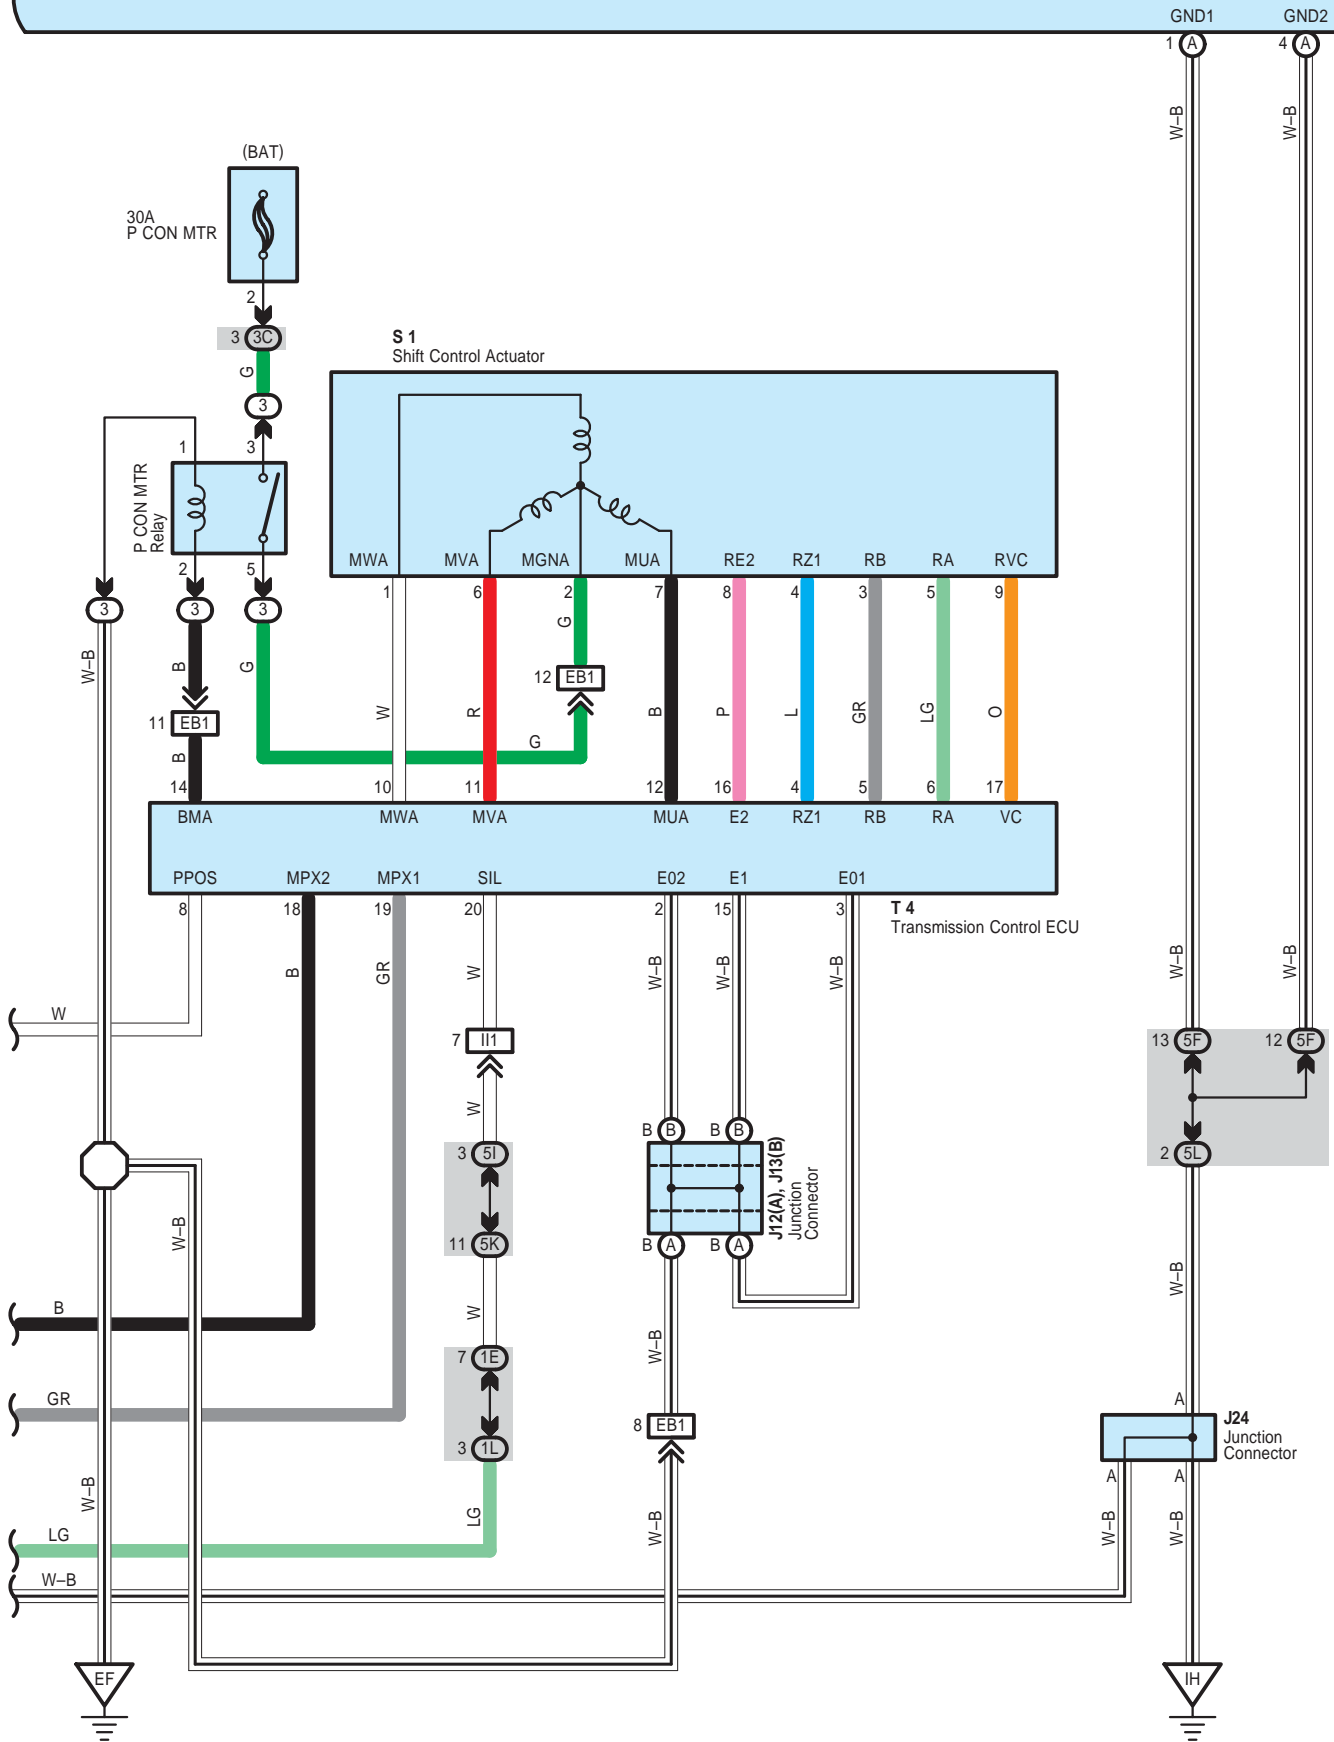 GND1 GND2
1 A 4 A
W–B W–B
(BAT)
30A
P CON MTR
2
3 3C
G
3
1 3
P CON MTR
Relay
2 5
3 3 3
S 1
Shift Control Actuator
MWA MVA MGNA MUA RE2 RZ1 RB RA RVC
1 6 2 7 8 4 3 5 9
W–B B G G
12 EB1
11 EB1
W R B P L GR LG O
G
B
14 10 11 12 16 4 5 6 17
BMA MWA MVA MUA E2 RZ1 RB RA VC
PPOS MPX2 MPX1 SIL E02 E1 E01
8 18 19 20 2 15 3
T 4
Transmission Control ECU
B GR W W–B W–B W–B W–B W–B
W
7 II1
13 5F 12 5F
W
B B B B
3 5I
2 5L
J12(A), J13(B)
Junction
Connector
W–B
11 5K
B A B A
W–B
B
W
W–B
7 1E
GR
A
J24
Junction
Connector
8 EB1
3 1L
A A
W–B
LG
W–B
W–B
W–B
LG
W–B
EF IH